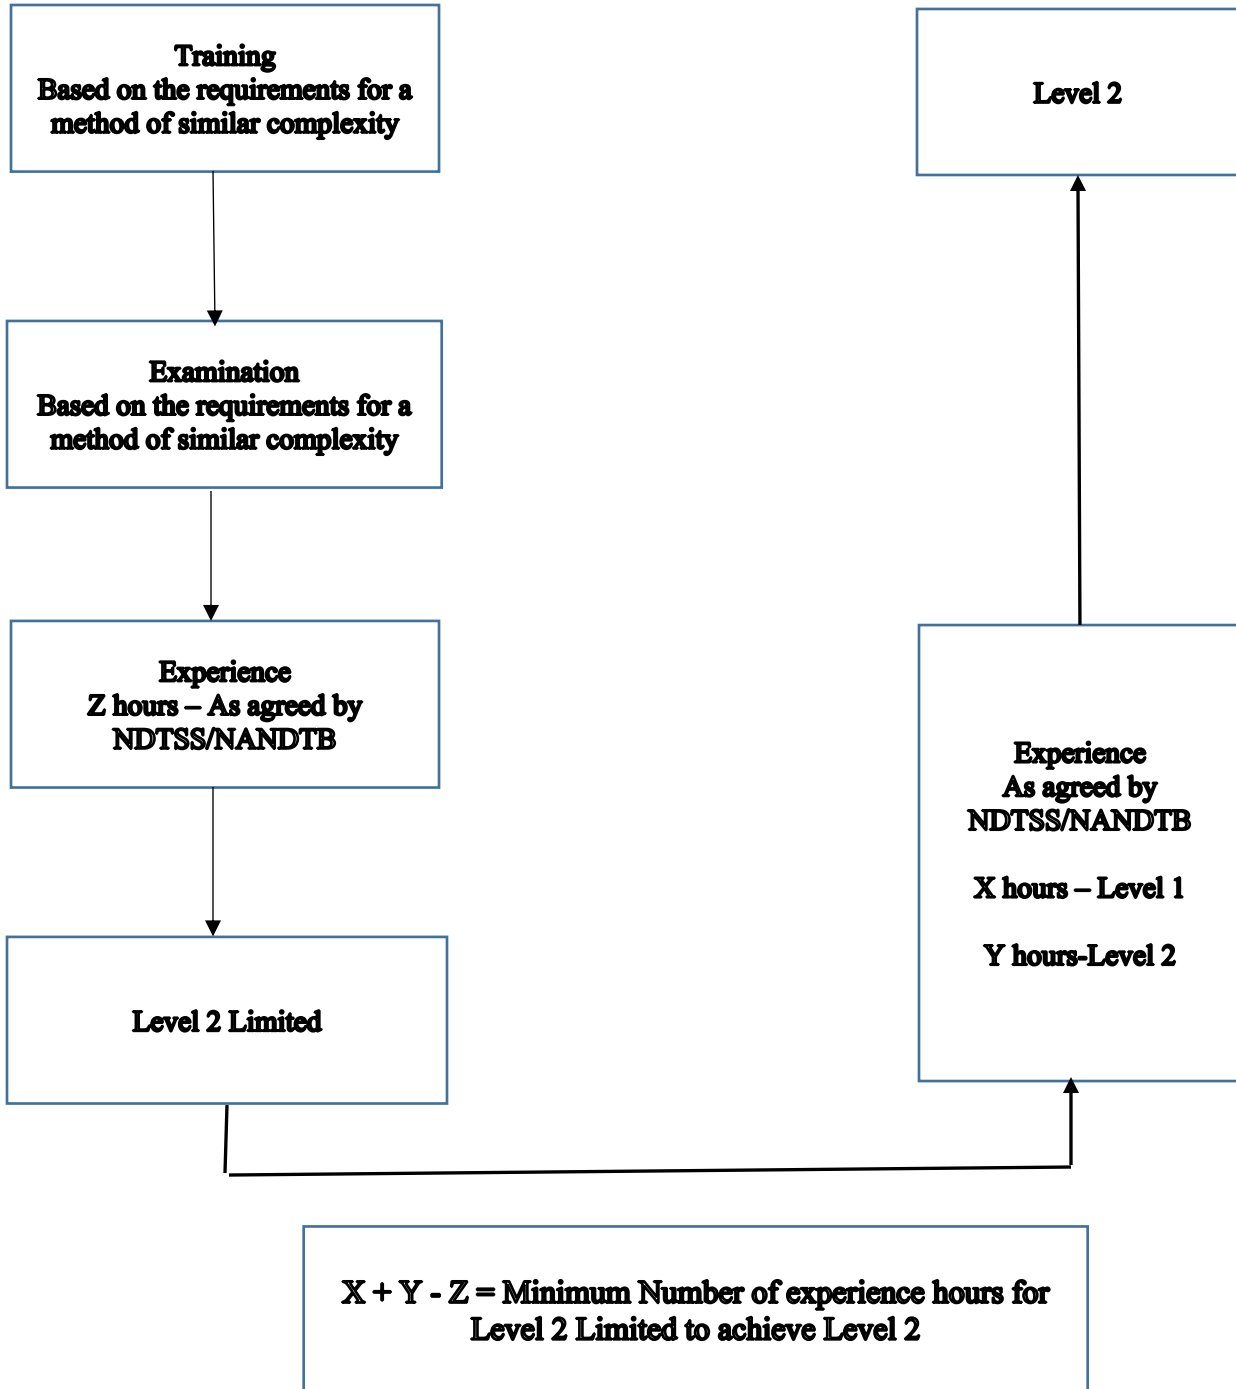 Training
Based on the requirements for a
method of similar complexity
Examination
Based on the requirements for a
method of similar complexity
Experience
Z hours – As agreed by
NDTSS/NANDTB
Level 2 Limited
Level 2
Experience
As agreed by
NDTSS/NANDTB
X hours – Level 1
Y hours-Level 2
X + Y - Z = Minimum Number of experience hours for
Level 2 Limited to achieve Level 2